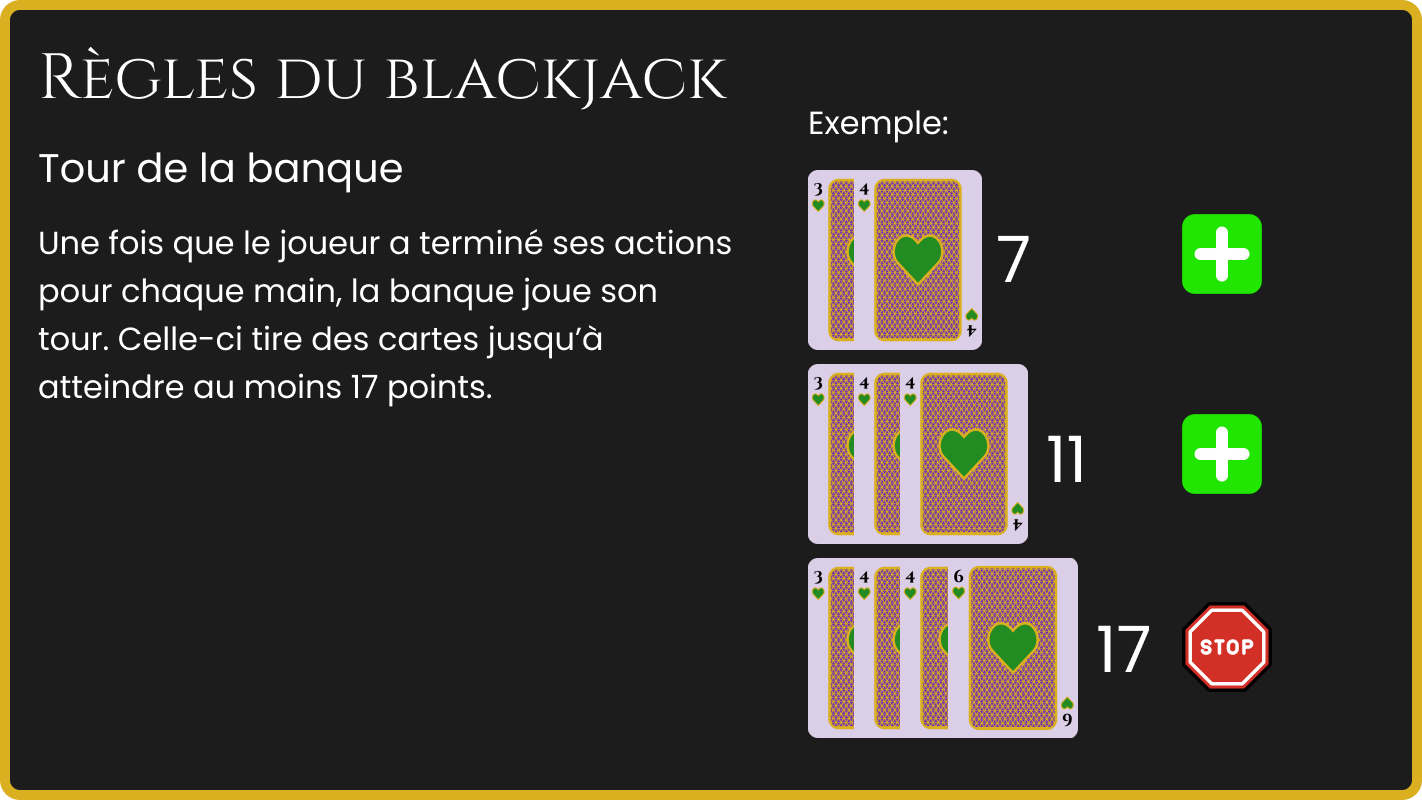 Règles du blackjack
Tour de la banque
Une fois que le joueur a terminé ses actions
pour chaque main, la banque joue son
tour. Celle-ci tire des cartes jusqu’à
atteindre au moins 17 points.
Exemple:
3 4 4
7
3 4 4 4
11
3 4 4 6 6
17
STOP